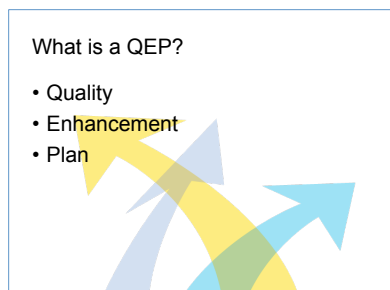 What is a QEP?
• Quality
• Enhancement
• Plan